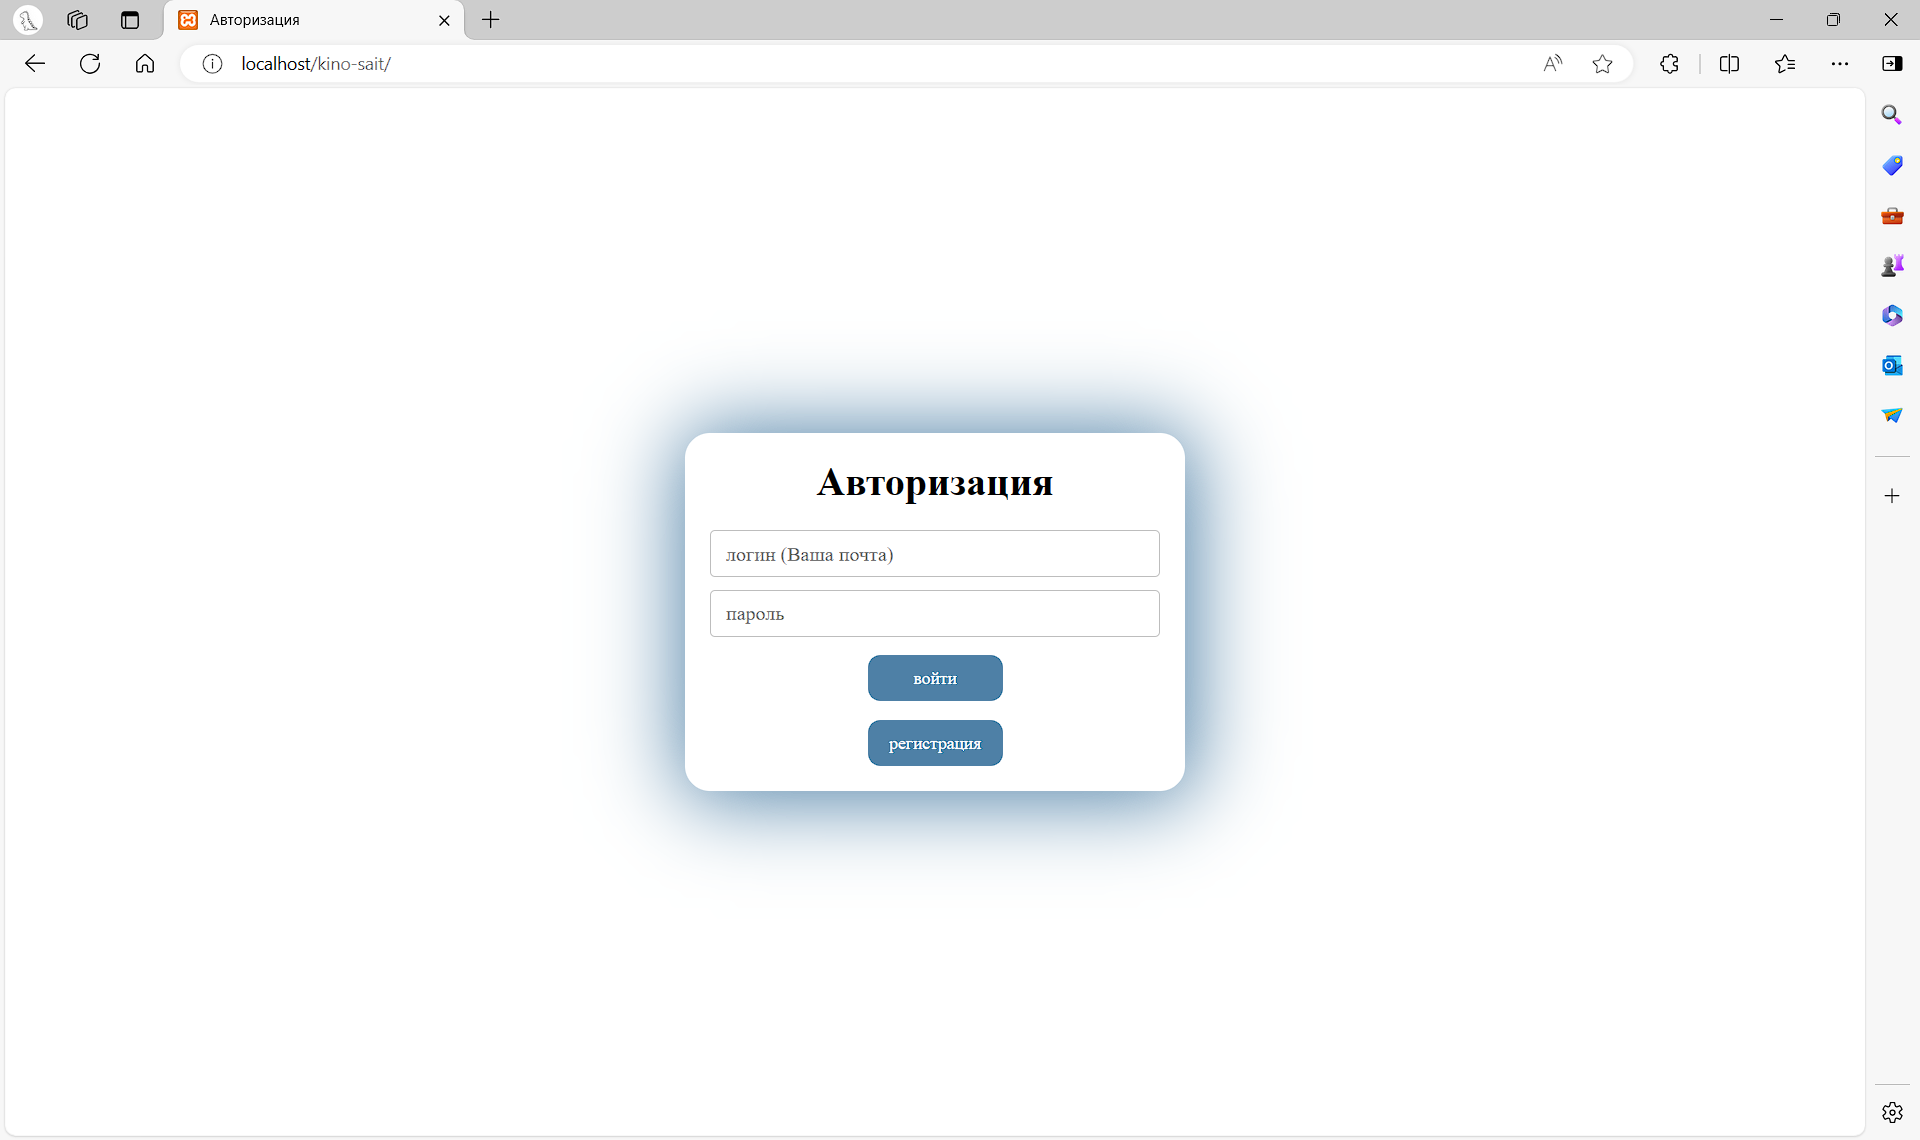 Авторизация
localhost/kino-sait/
Авторизация
логин (Ваша почта)
пароль
войти
регистрация